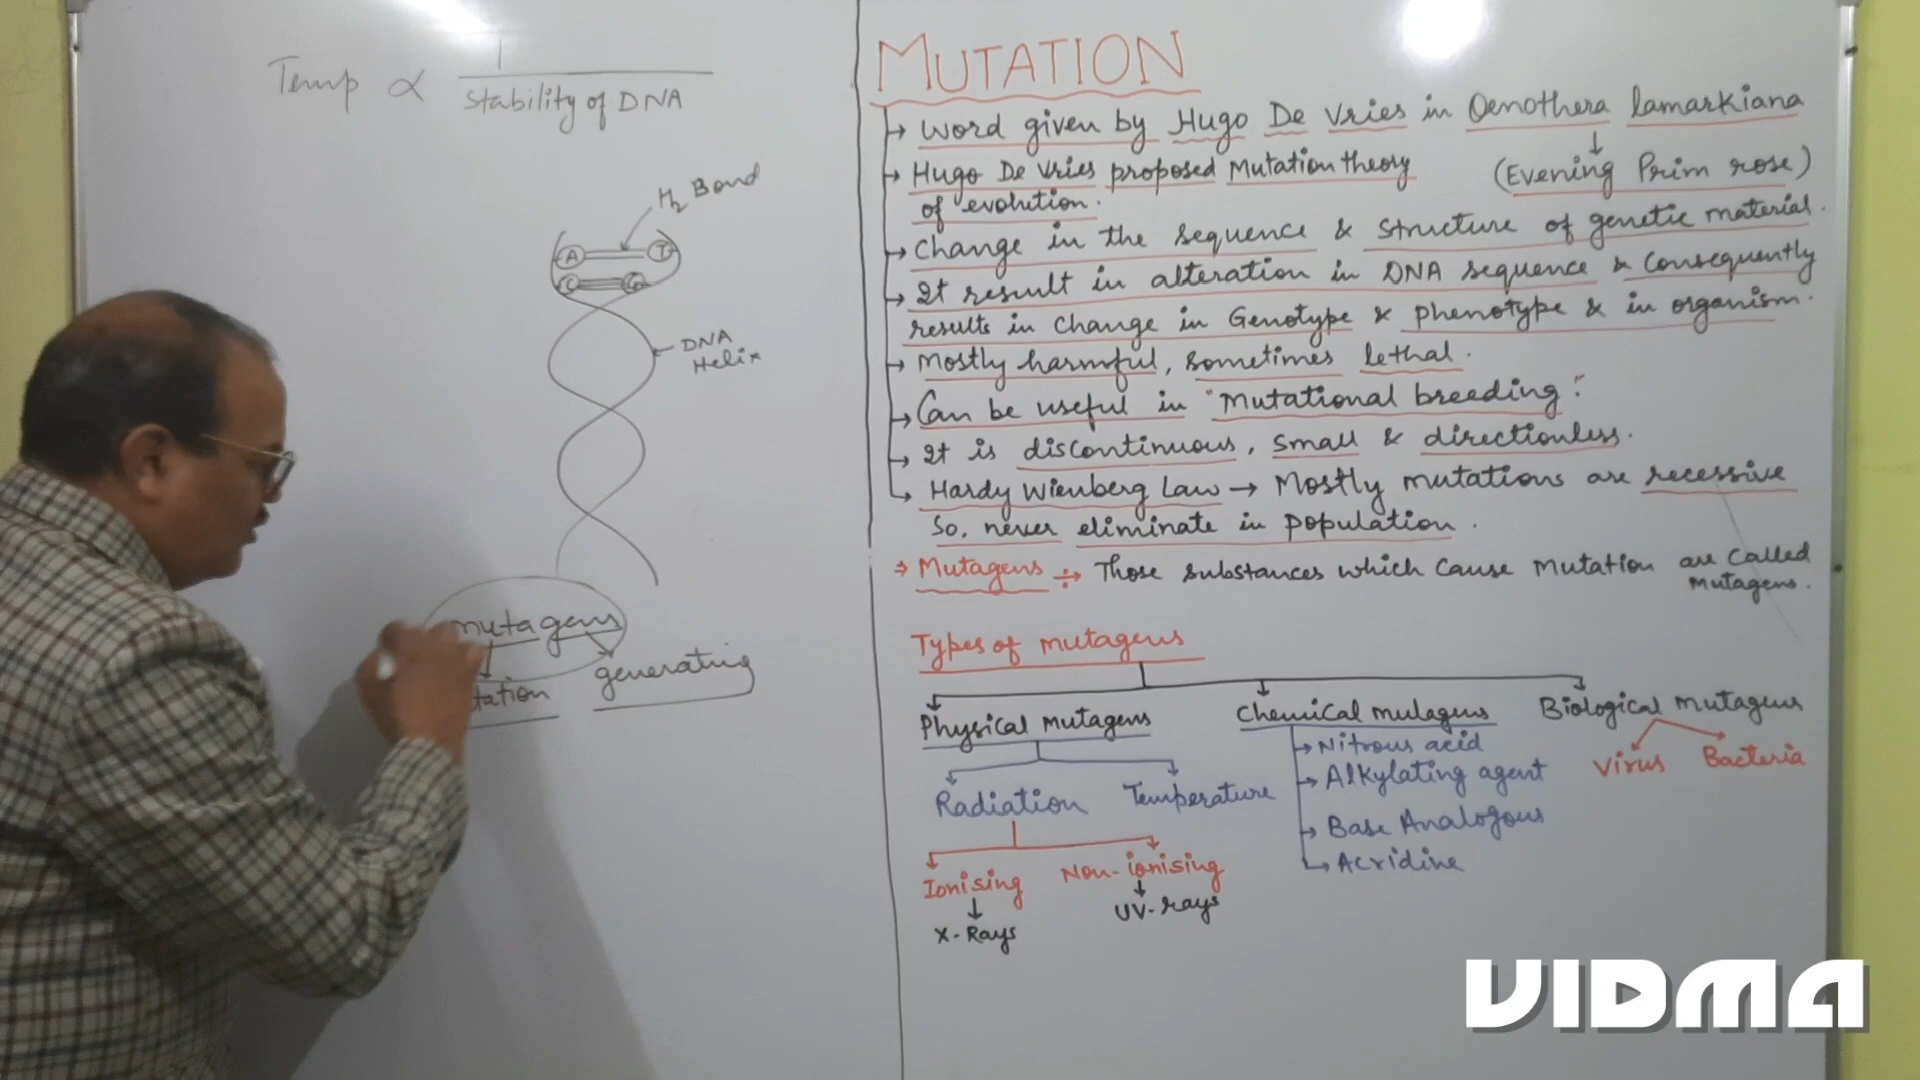 Temp ∝ 1
stability of DNA
H2 Bond
A T
C G
DNA
Helix
mutagens
tation generating
MUTATION
→ word given by Hugo De Vries in Oenothera lamarkiana
→ Hugo De Vries proposed Mutation theory (Evening Prim rose)
of evolution.
→ change in the sequence & structure of genetic material.
→ It result in alteration in DNA sequence & consequently
results in change in Genotype & phenotype & in organism.
→ Mostly harmful, sometimes lethal.
→ Can be useful in "Mutational breeding".
→ It is discontinuous, small & directionless.
→ Hardy Wienberg Law → Mostly mutations are recessive
So, never eliminate in population.
→ Mutagens ÷→ Those substances which cause mutation are called
mutagens.
Types of mutagens
Physical mutagens Chemical mutagens Biological mutagens
→ Nitrous acid Virus Bacteria
Radiation Temperature → Alkylating agent
→ Base Analogous
Ionising Non-ionising → Acridine
X-Rays UV-rays
VIDMA